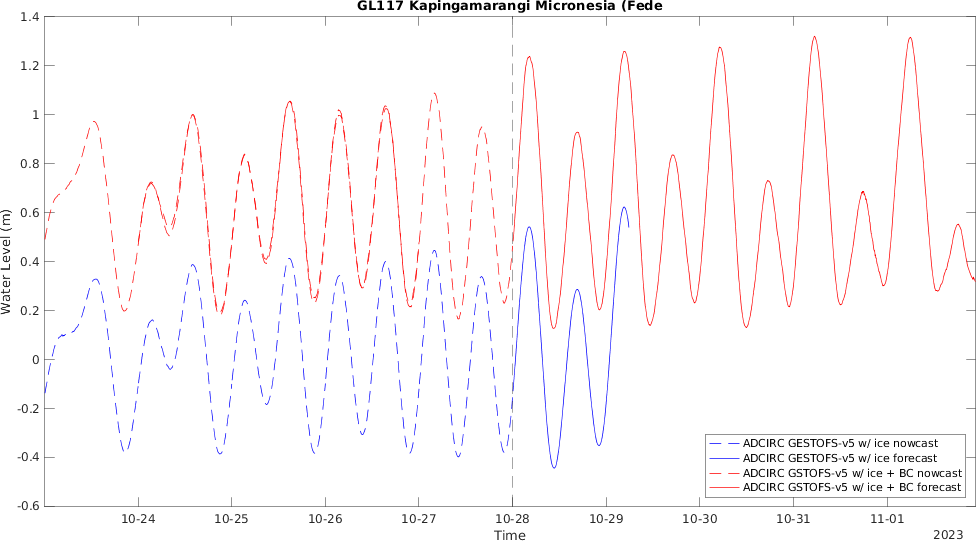 GL117 Kapingamarangi Micronesia (Fede
1.4
1.2
1
0.8
0.6
0.4
0.2
0
-0.2
-0.4
-0.6
Water Level (m)
ADCIRC GESTOFS-v5 w/ ice nowcast
ADCIRC GESTOFS-v5 w/ ice forecast
ADCIRC GSTOFS-v5 w/ ice + BC nowcast
ADCIRC GSTOFS-v5 w/ ice + BC forecast
10-24 10-25 10-26 10-27 10-28 10-29 10-30 10-31 11-01
Time
2023